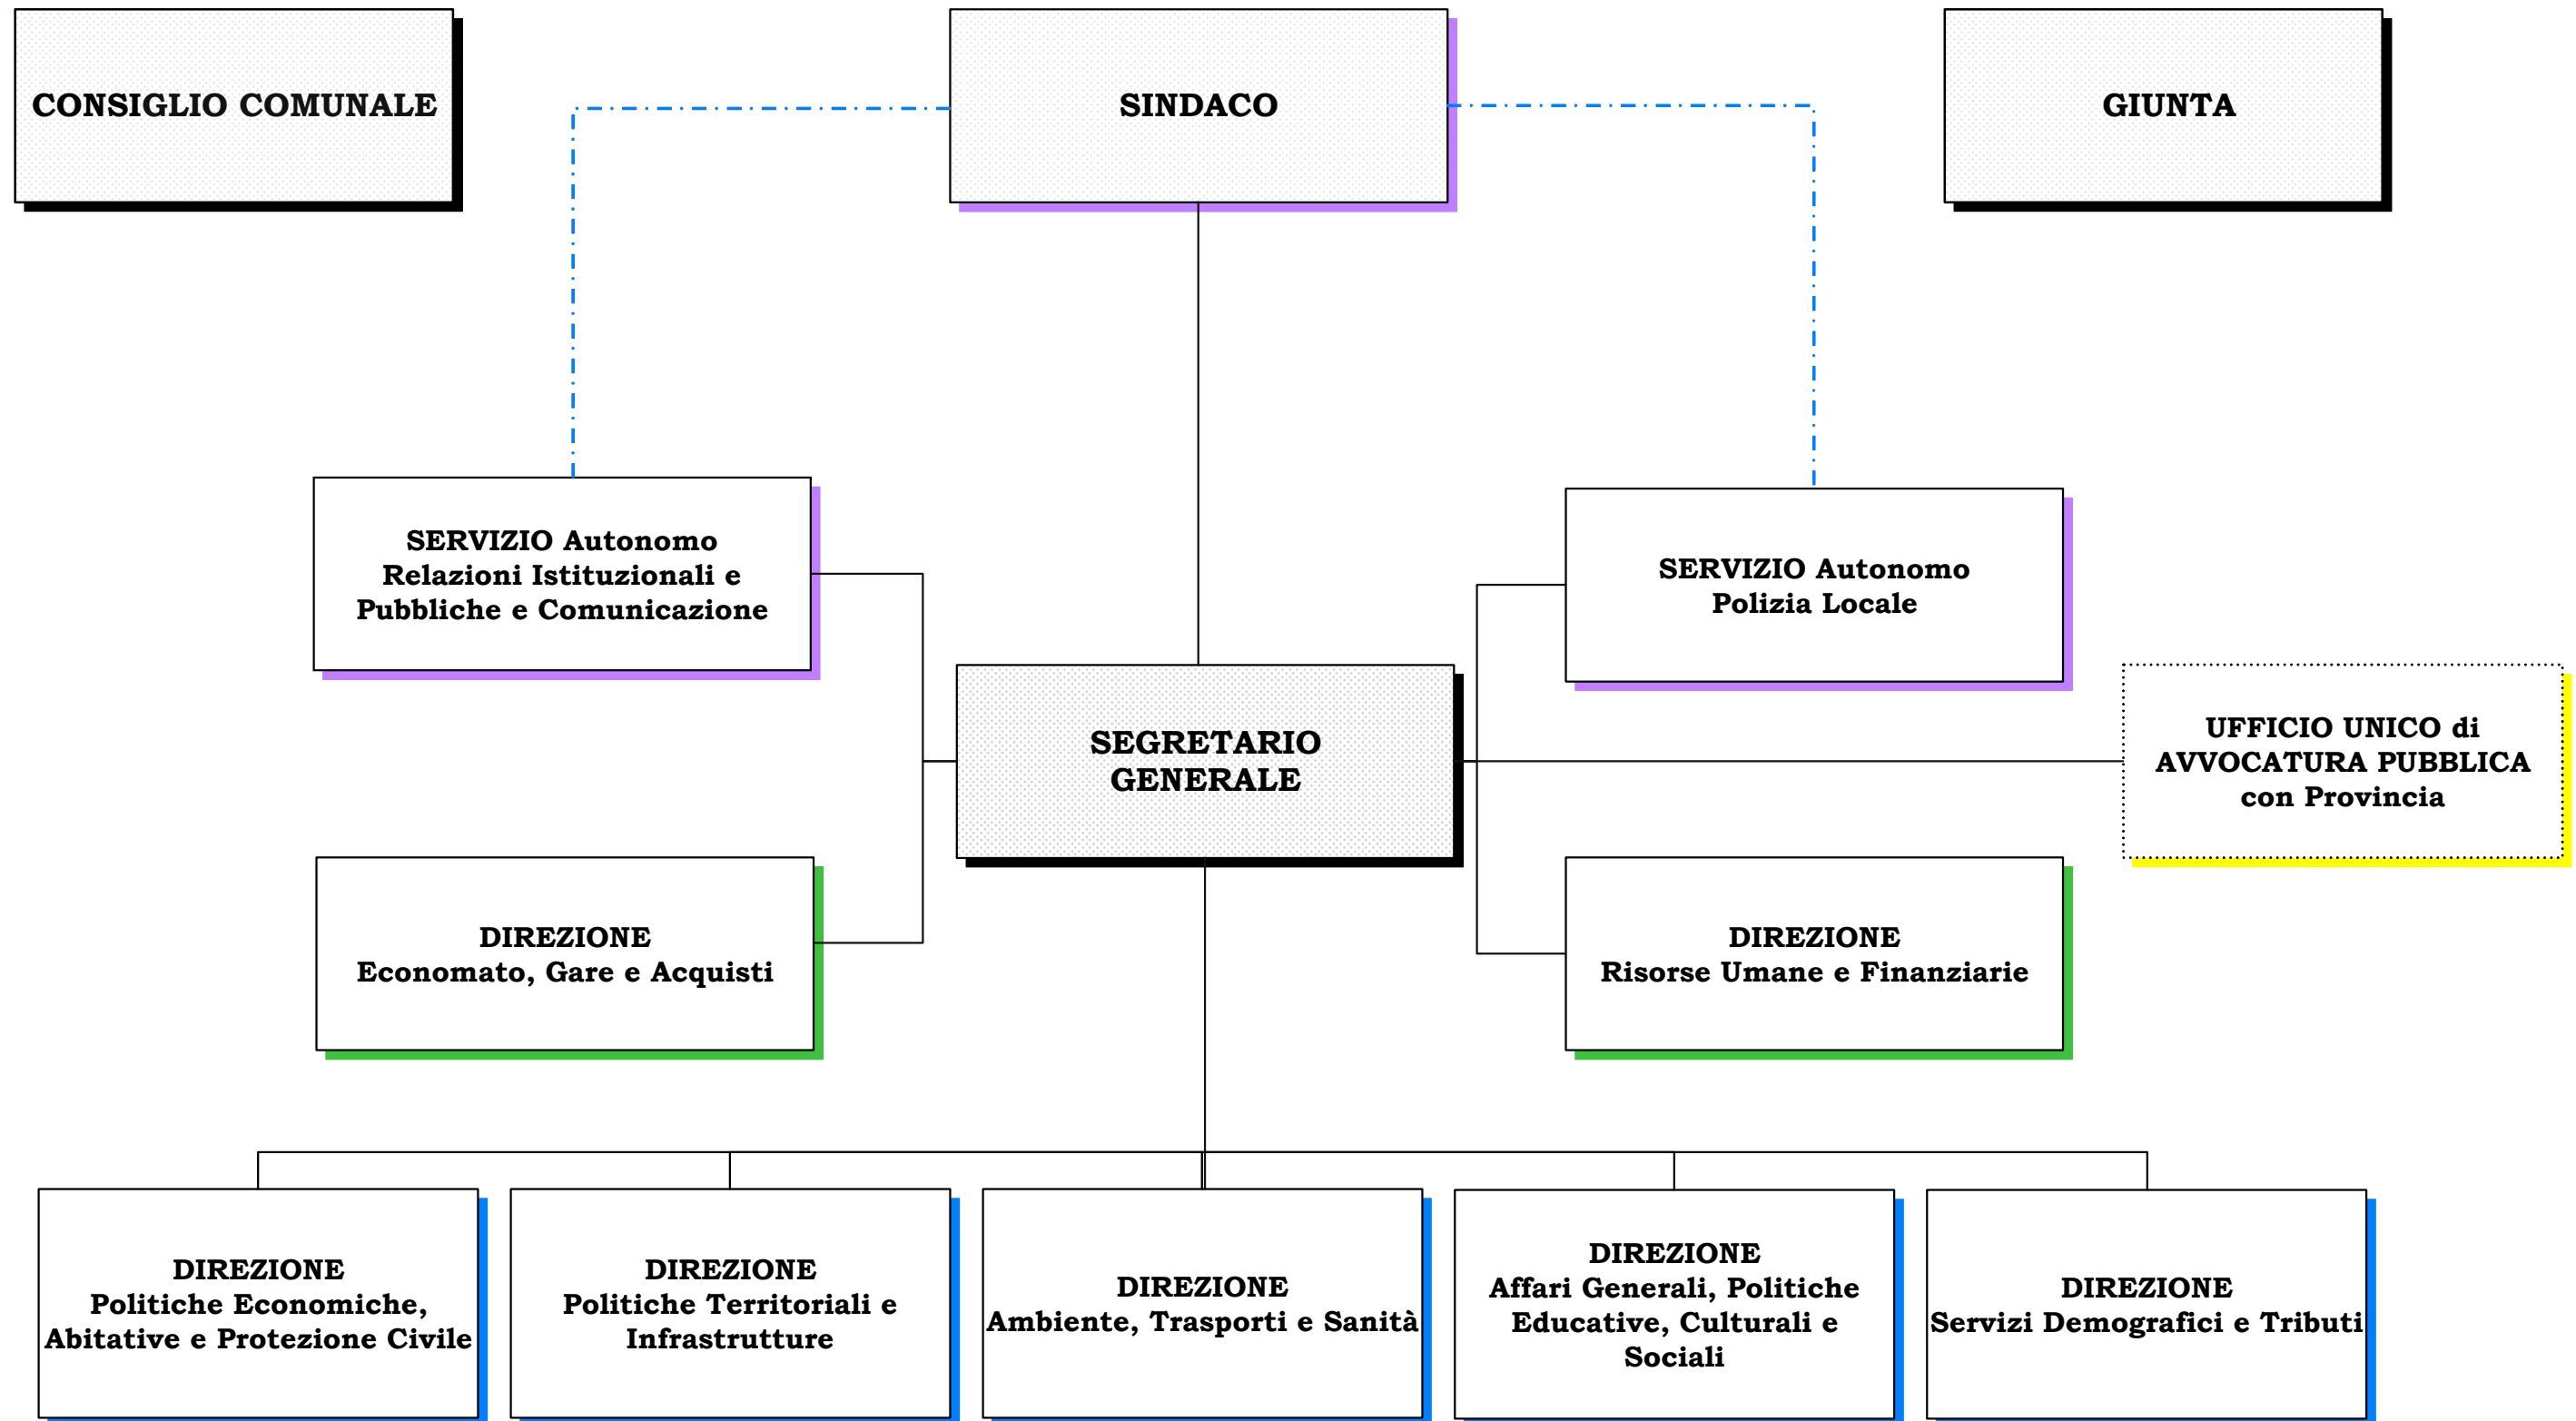 CONSIGLIO COMUNALE
SINDACO
GIUNTA
SERVIZIO Autonomo
Relazioni Istituzionali e
Pubbliche e Comunicazione
SERVIZIO Autonomo
Polizia Locale
SEGRETARIO
GENERALE
UFFICIO UNICO di
AVVOCATURA PUBBLICA
con Provincia
DIREZIONE
Economato, Gare e Acquisti
DIREZIONE
Risorse Umane e Finanziarie
DIREZIONE
Politiche Economiche,
Abitative e Protezione Civile
DIREZIONE
Politiche Territoriali e
Infrastrutture
DIREZIONE
Ambiente, Trasporti e Sanità
DIREZIONE
Affari Generali, Politiche
Educative, Culturali e
Sociali
DIREZIONE
Servizi Demografici e Tributi